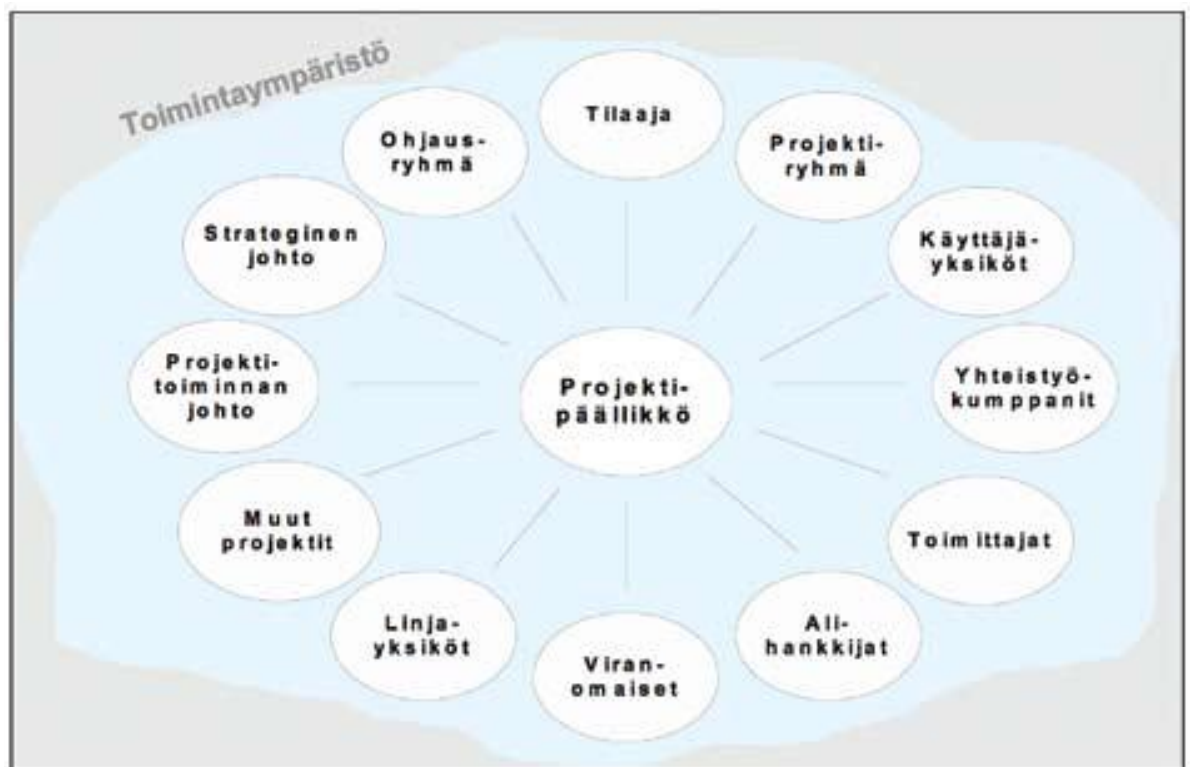 Toimintaympäristö
Tilaaja
Ohjaus-
ryhmä
Projekti-
ryhmä
Strateginen
johto
Käyttäjä-
yksiköt
Projekti-
toiminnan
johto
Projekti-
päällikkö
Yhteistyö-
kumppanit
Muut
projektit
Toimittajat
Linja-
yksiköt
Ali-
hankkijat
Viran-
omaiset